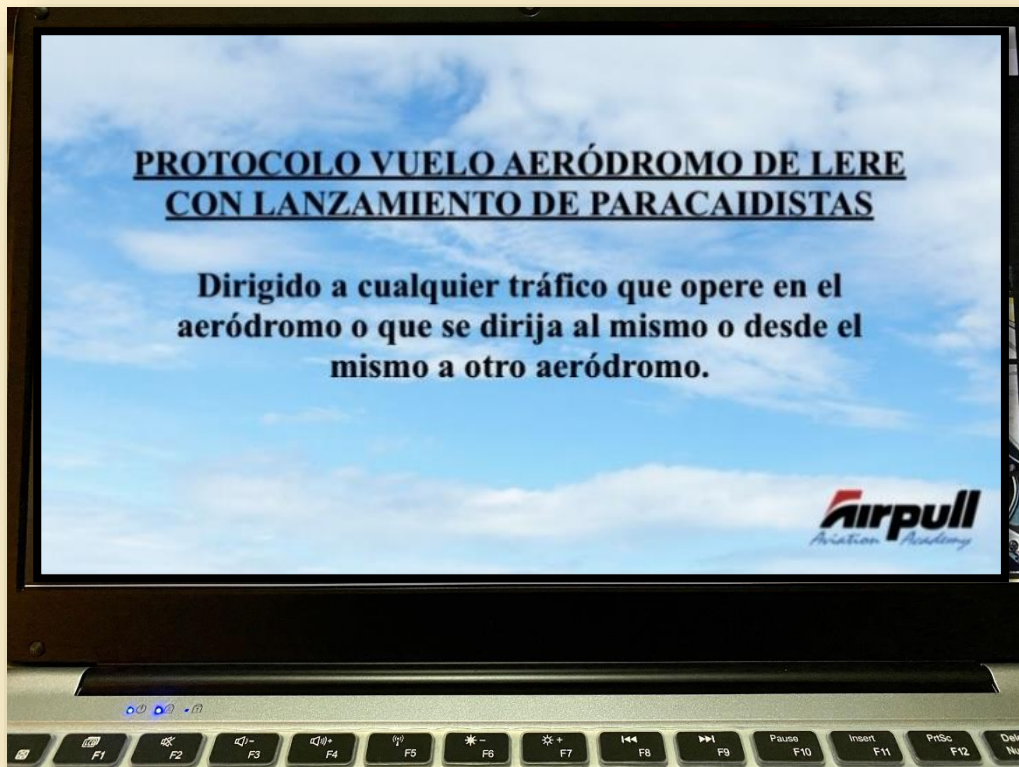 PROTOCOLO VUELO AERÓDROMO DE LERE
CON LANZAMIENTO DE PARACAIDISTAS
Dirigido a cualquier tráfico que opere en el
aeródromo o que se dirija al mismo o desde el
mismo a otro aeródromo.
Airpull
Aviation Academy
F1
F2
F3
F4
F5
F6
F7
F8
F9
Pause
F10
Insert
F11
PrtSc
F12